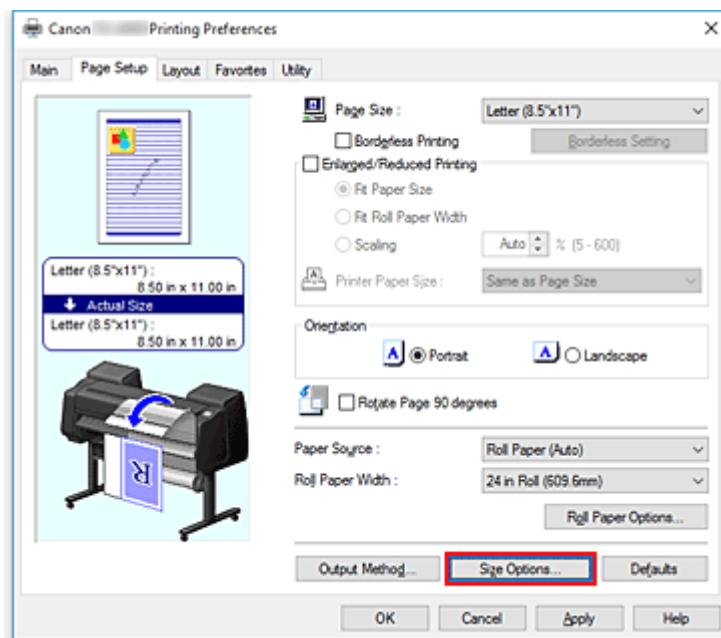 Canon Printing Preferences
Main Page Setup Layout Favorites Utility
Page Size : Letter (8.5"x11")
Borderless Printing Borderless Setting
Enlarged/Reduced Printing
Fit Paper Size
Fit Roll Paper Width
Scaling Auto % (5 - 600)
Printer Paper Size : Same as Page Size
Letter (8.5"x11") :
8.50 in x 11.00 in
Actual Size
Letter (8.5"x11") :
8.50 in x 11.00 in
Orientation
A Portrait A Landscape
Rotate Page 90 degrees
R
Paper Source : Roll Paper (Auto)
Roll Paper Width : 24 in Roll (609.6mm)
Roll Paper Options...
Output Method... Size Options... Defaults
OK Cancel Apply Help